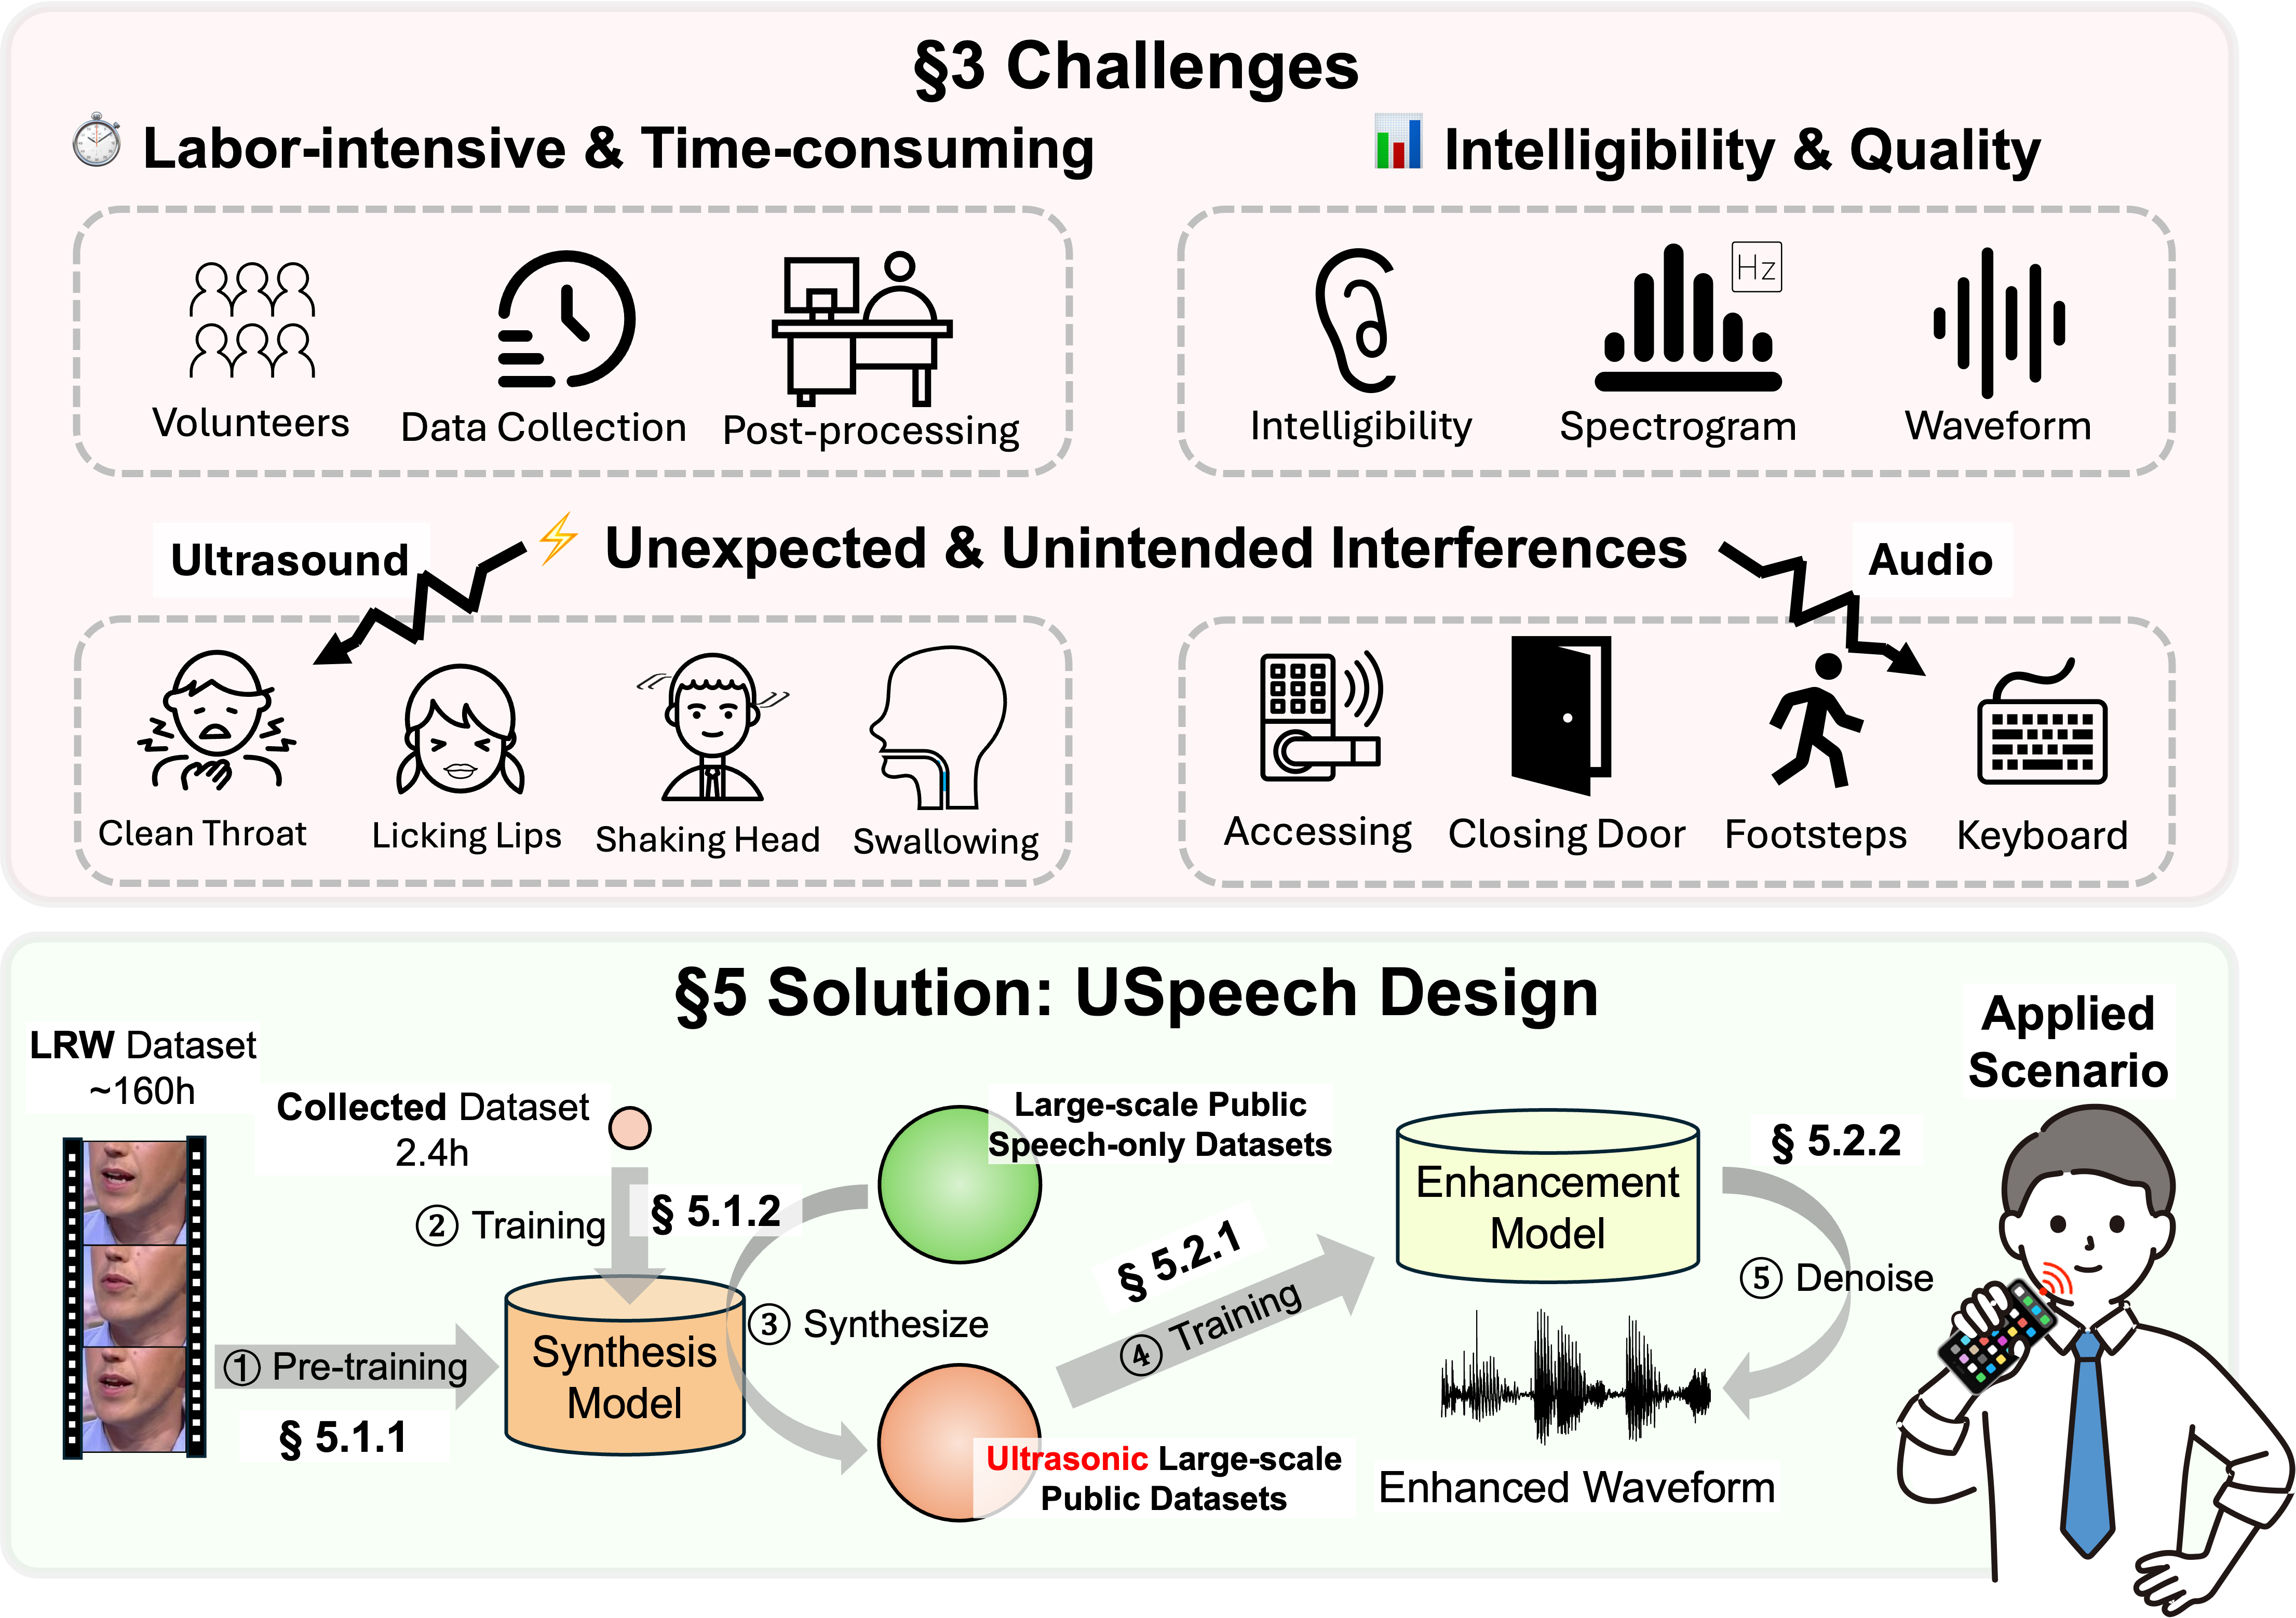 §3 Challenges
Labor-intensive & Time-consuming
Intelligibility & Quality
Volunteers
Data Collection
Post-processing
Hz
Intelligibility
Spectrogram
Waveform
Unexpected & Unintended Interferences
Ultrasound
Audio
Clean Throat
Licking Lips
Shaking Head
Swallowing
Accessing
Closing Door
Footsteps
Keyboard
§5 Solution: USpeech Design
LRW Dataset
~160h
Collected Dataset
2.4h
② Training
§ 5.1.2
① Pre-training
§ 5.1.1
Synthesis
Model
③ Synthesize
Large-scale Public
Speech-only Datasets
Ultrasonic Large-scale
Public Datasets
§ 5.2.1
④ Training
Enhancement
Model
§ 5.2.2
⑤ Denoise
Enhanced Waveform
Applied
Scenario